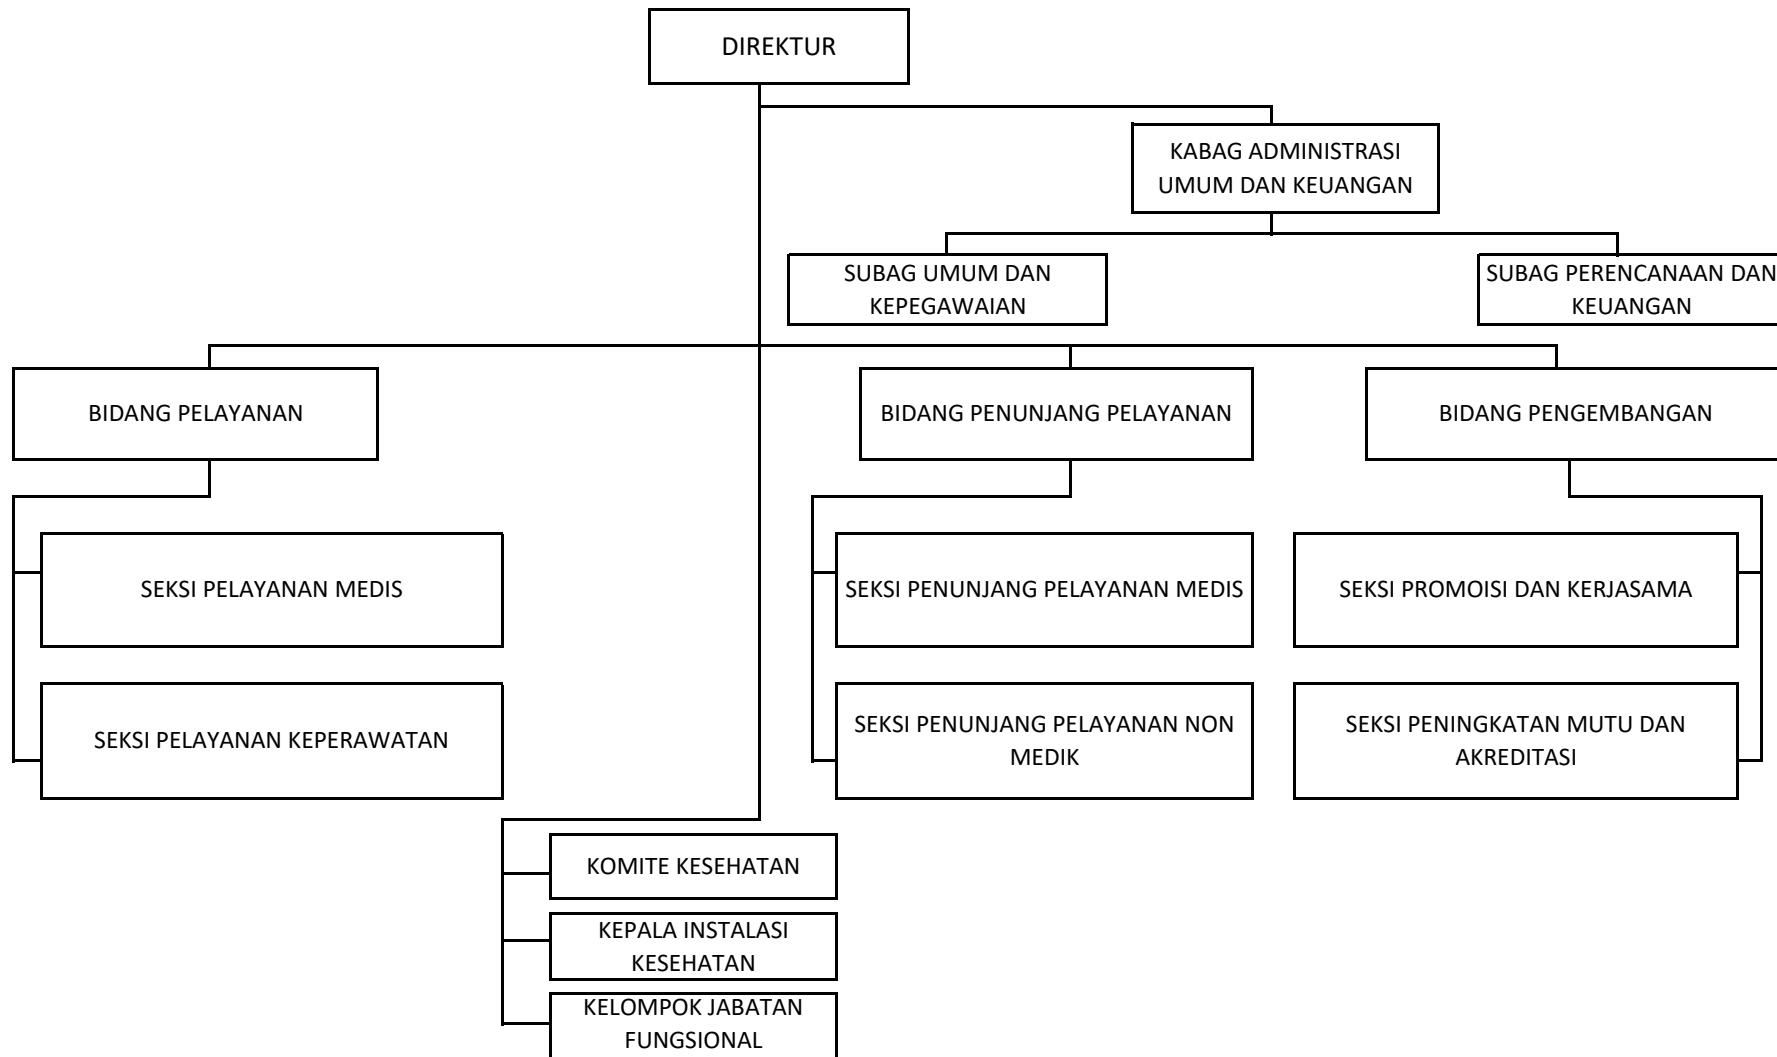 DIREKTUR
KABAG ADMINISTRASI
UMUM DAN KEUANGAN
SUBAG UMUM DAN
KEPEGAWAIAN
SUBAG PERENCANAAN DAN
KEUANGAN
BIDANG PELAYANAN
BIDANG PENUNJANG PELAYANAN
BIDANG PENGEMBANGAN
SEKSI PELAYANAN MEDIS
SEKSI PENUNJANG PELAYANAN MEDIS
SEKSI PROMOISI DAN KERJASAMA
SEKSI PELAYANAN KEPERAWATAN
SEKSI PENUNJANG PELAYANAN NON
MEDIK
SEKSI PENINGKATAN MUTU DAN
AKREDITASI
KOMITE KESEHATAN
KEPALA INSTALASI
KESEHATAN
KELOMPOK JABATAN
FUNGSIONAL